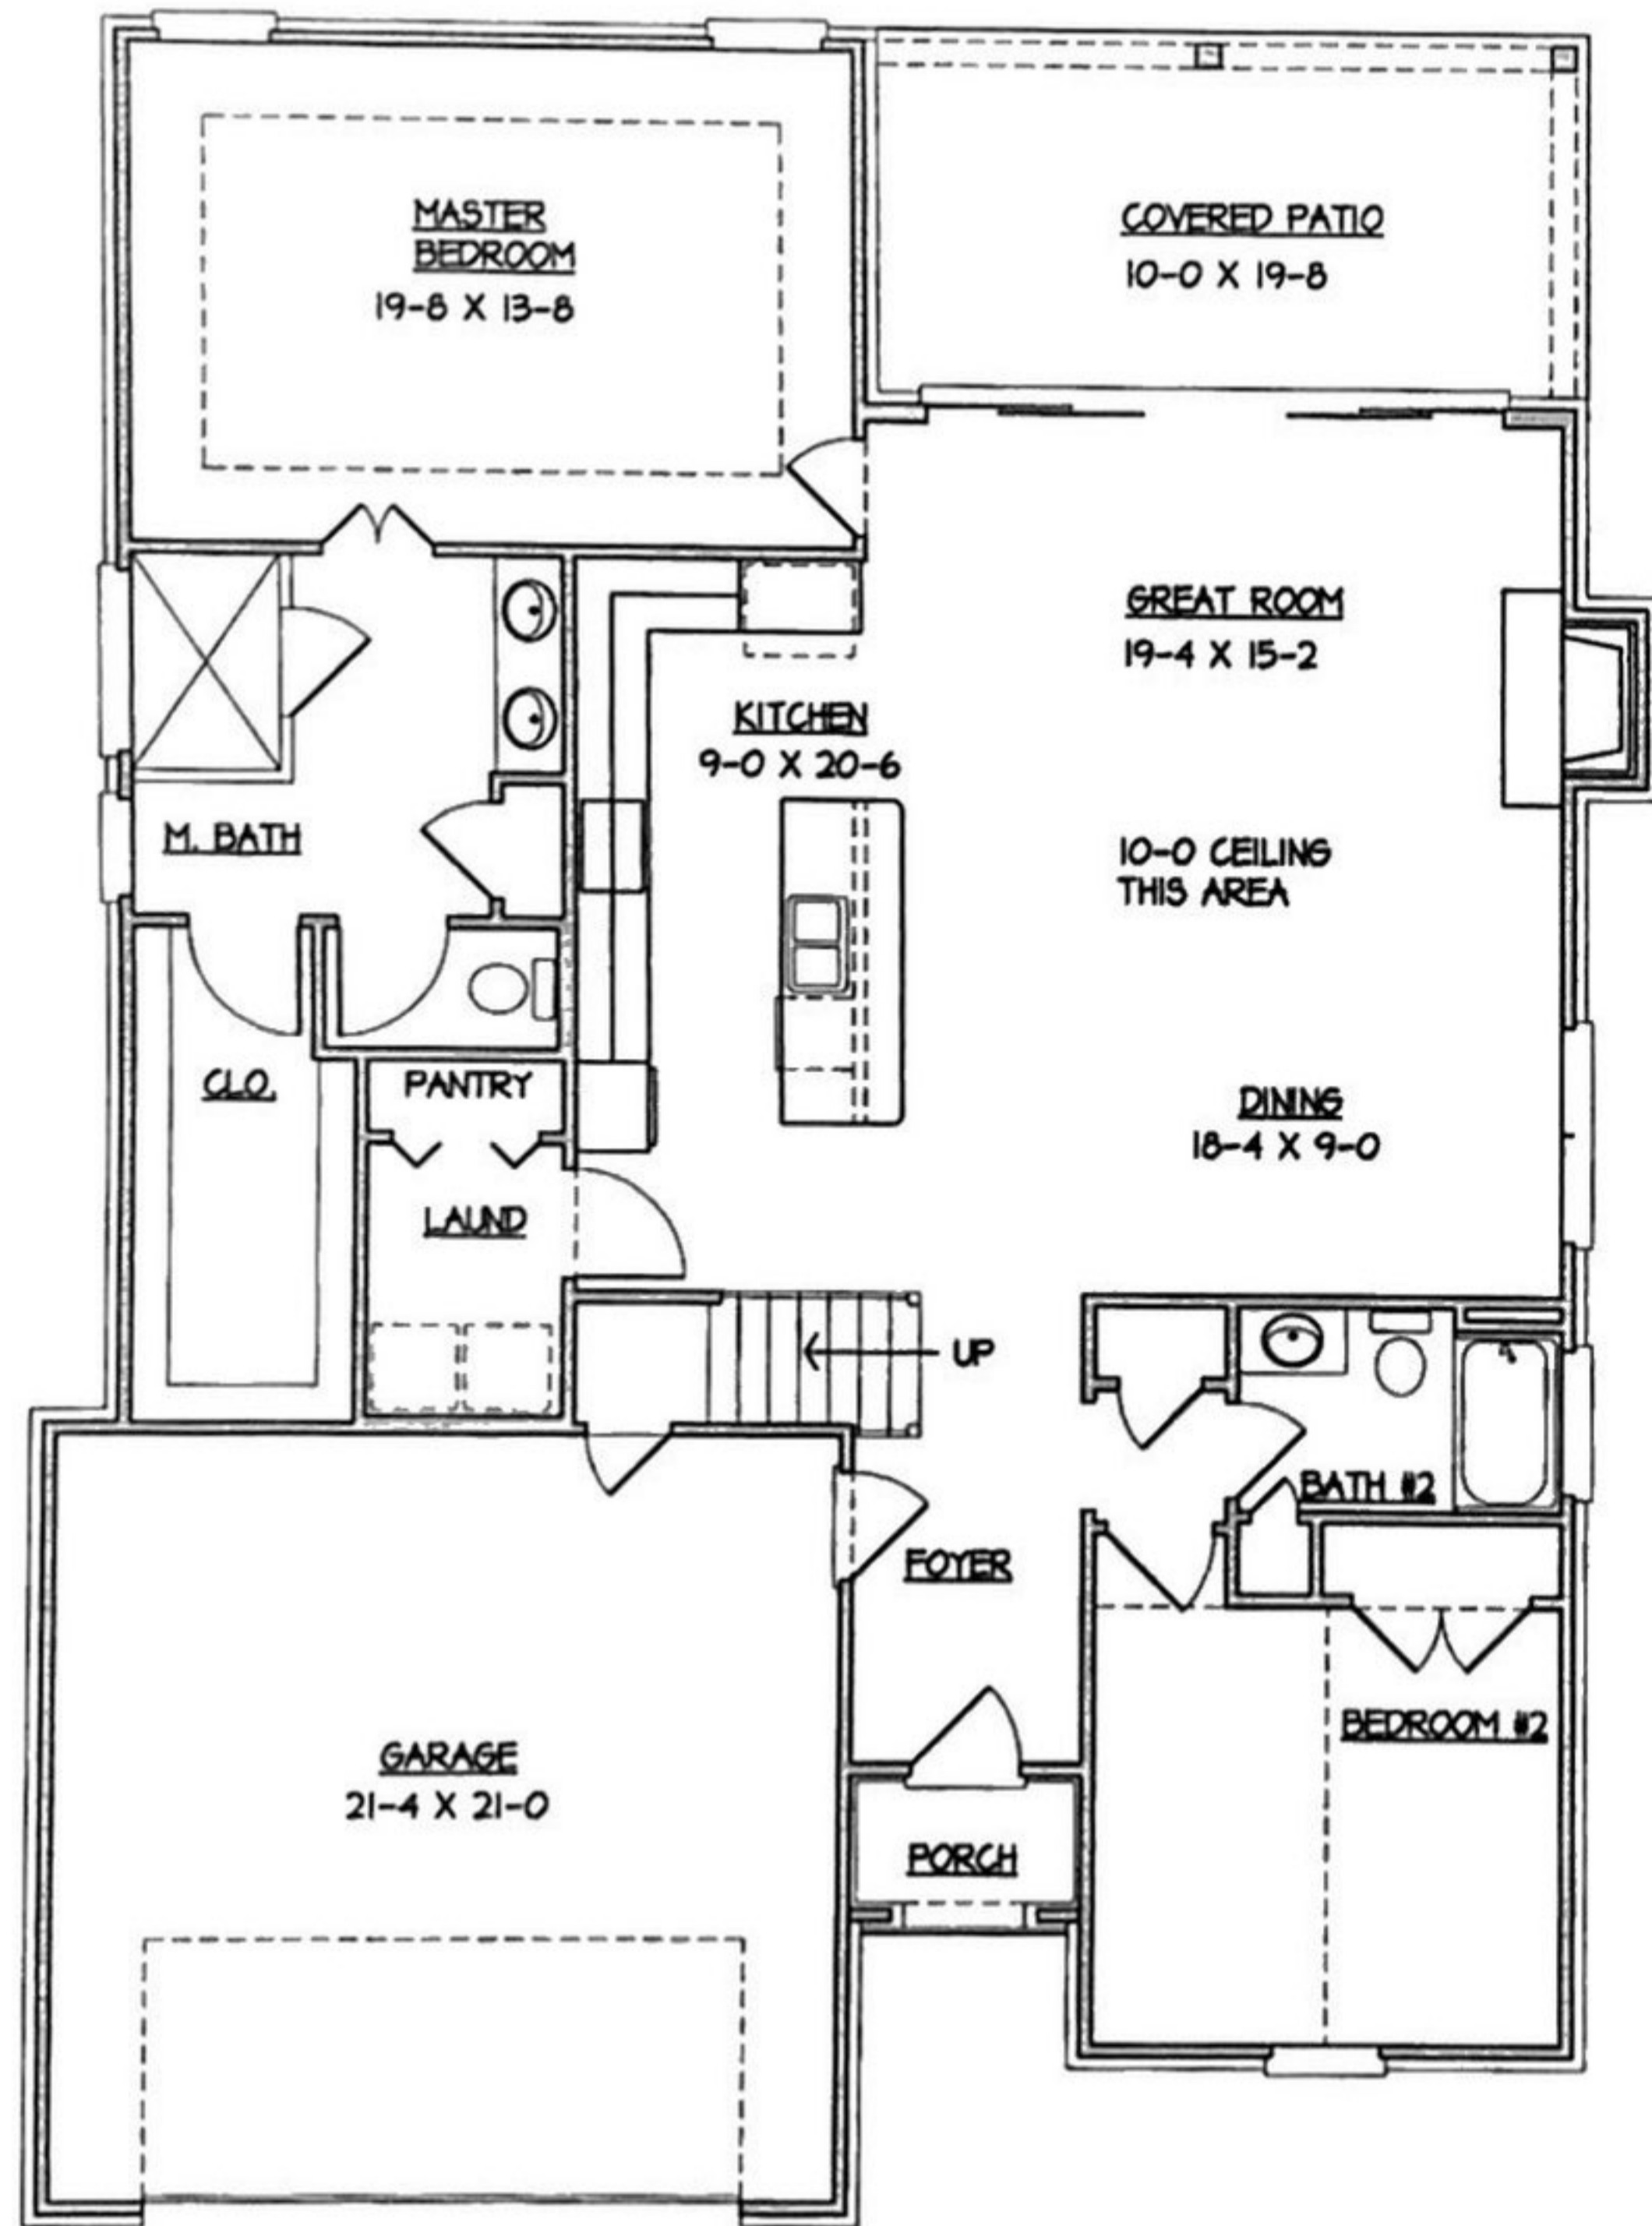 MASTER
BEDROOM
19-8 X 13-8
COVERED PATIO
10-0 X 19-8
GREAT ROOM
19-4 X 15-2
KITCHEN
9-0 X 20-6
M. BATH
10-0 CEILING
THIS AREA
CLO.
PANTRY
DINING
18-4 X 9-0
LAUND
UP
BATH #2
FOYER
BEDROOM #2
GARAGE
21-4 X 21-0
PORCH